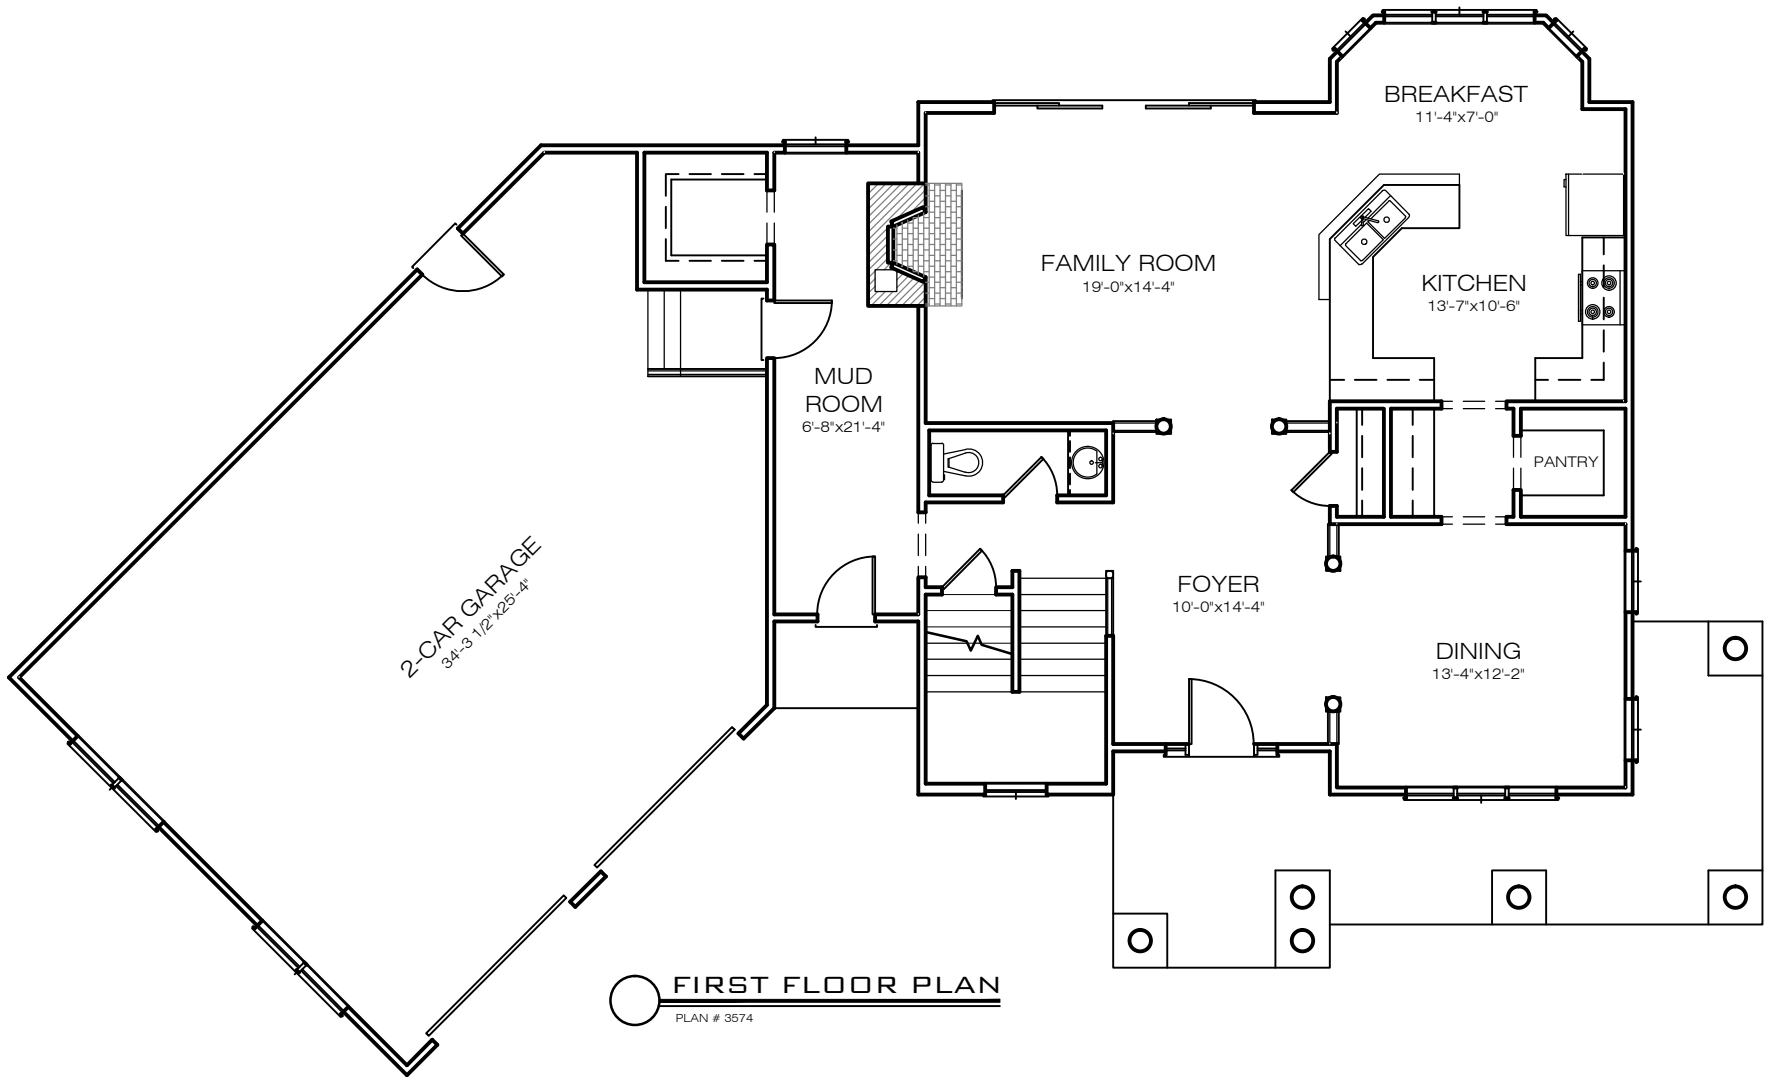 BREAKFAST
11'-4"x7'-0"
FAMILY ROOM
19'-0"x14'-4"
KITCHEN
13'-7"x10'-6"
MUD
ROOM
6'-8"x21'-4"
PANTRY
2-CAR GARAGE
34'-3 1/2"x25'-4"
FOYER
10'-0"x14'-4"
DINING
13'-4"x12'-2"
FIRST FLOOR PLAN
PLAN # 3574